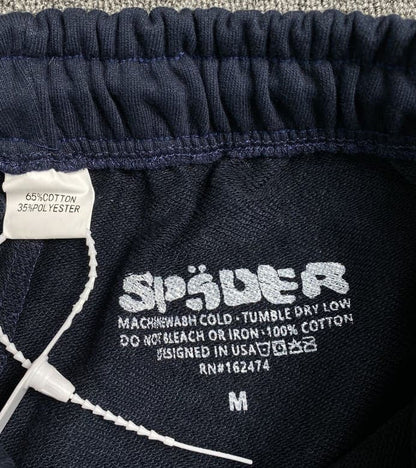 65%COTTON
35%POLYESTER
SPäDER
MACHINEWASH COLD · TUMBLE DRY LOW
DO NOT BLEACH OR IRON · 100% COTTON
DESIGNED IN USA
RN#162474
M